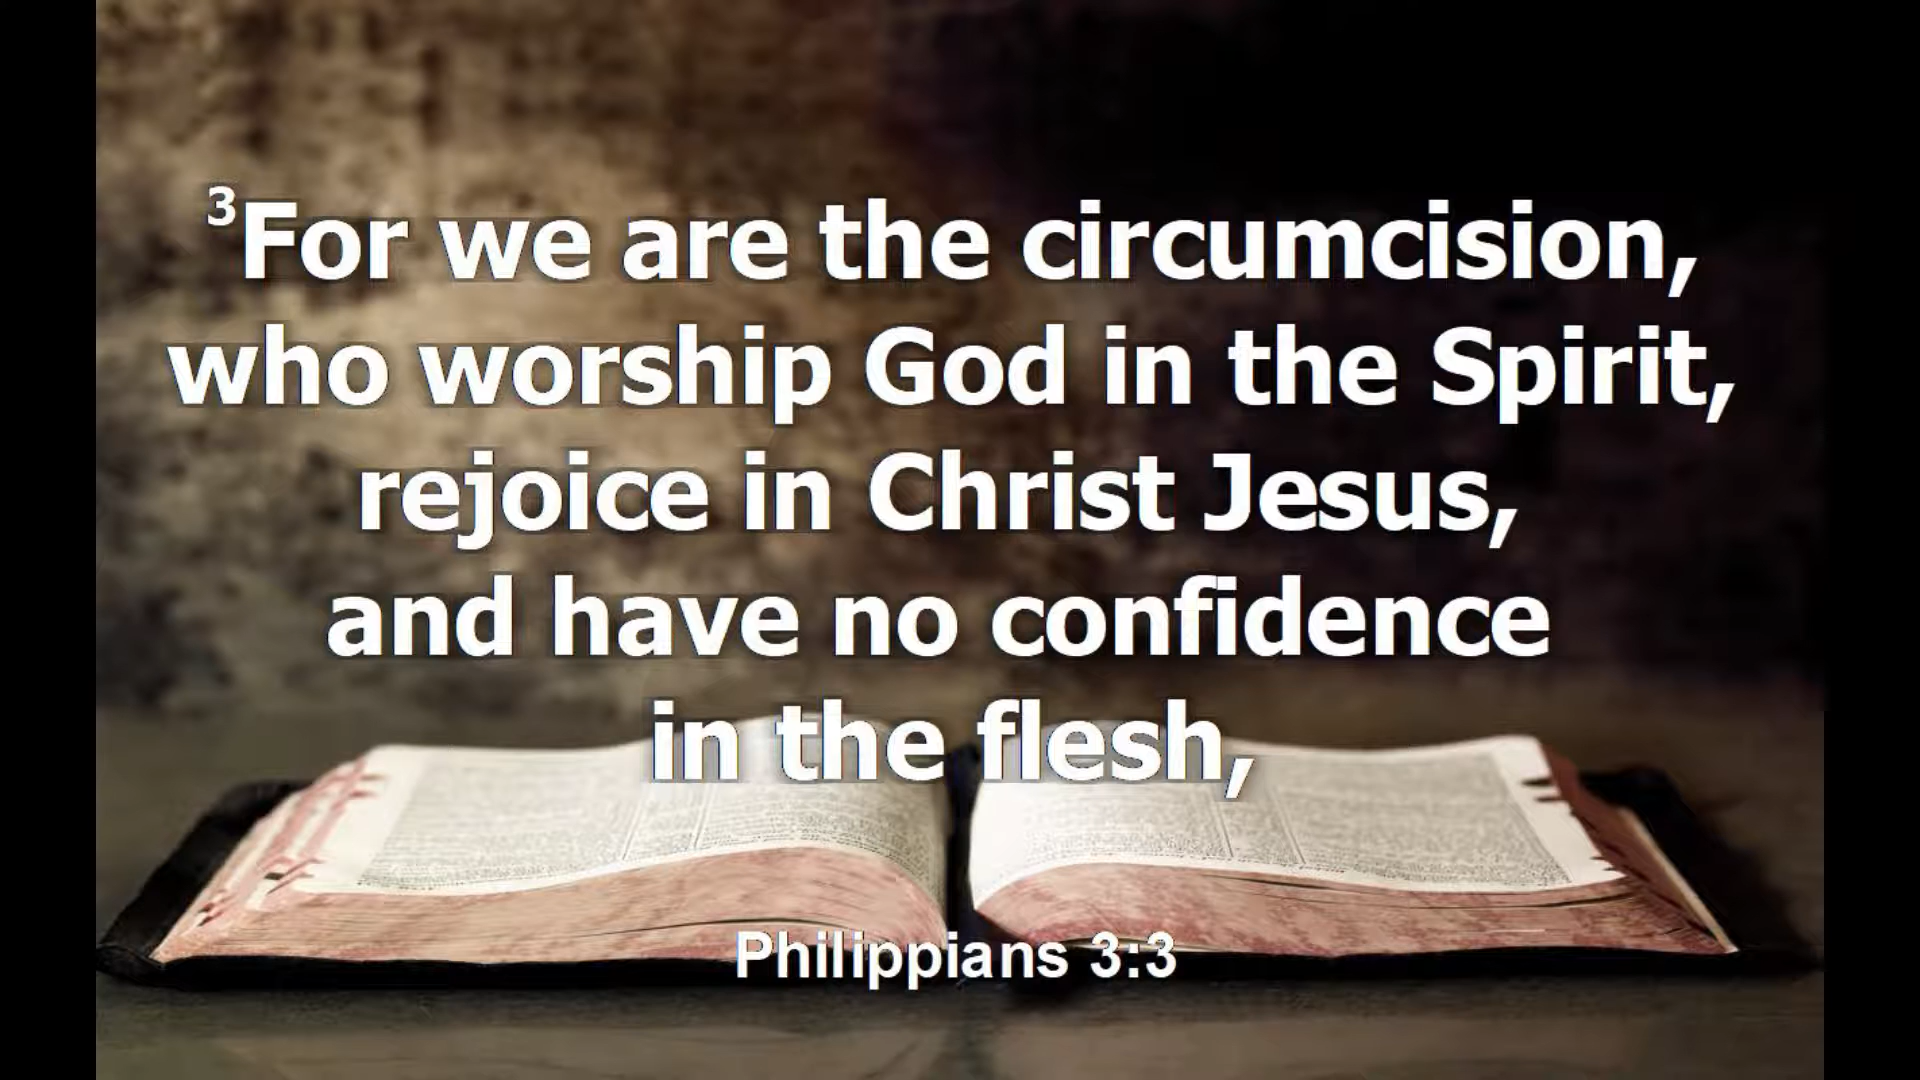 3For we are the circumcision,
who worship God in the Spirit,
rejoice in Christ Jesus,
and have no confidence
in the flesh,
Philippians 3:3